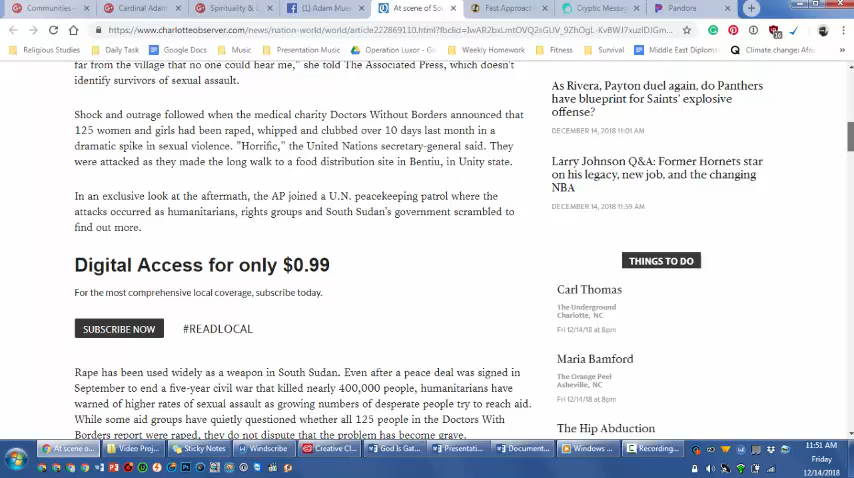 Communities -
Cardinal Adam
Spirituality &
(1) Adam Mue
At scene of So
Fast Approach
Cryptic Messag
Pandora
https://www.charlotteobserver.com/news/nation-world/world/article222869110.html?fbclid=
Religious Studies
Daily Task
Google Docs
Music
Presentation Music
Operation Luxor - G
Weekly Homework
Fitness
Survival
Middle East Diplom
Climate change: Af
far from the village that no one could hear me," she told The Associated Press, which doesn't
identify survivors of sexual assault.
Shock and outrage followed when the medical charity Doctors Without Borders announced that
125 women and girls had been raped, whipped and clubbed over 10 days last month in a
dramatic spike in sexual violence. "Horrific," the United Nations secretary-general said. They
were attacked as they made the long walk to a food distribution site in Bentiu, in Unity state.
In an exclusive look at the aftermath, the AP joined a U.N. peacekeeping patrol where the
attacks occurred as humanitarians, rights groups and South Sudan's government scrambled to
find out more.
Digital Access for only $0.99
For the most comprehensive local coverage, subscribe today.
SUBSCRIBE NOW
#READLOCAL
Rape has been used widely as a weapon in South Sudan. Even after a peace deal was signed in
September to end a five-year civil war that killed nearly 400,000 people, humanitarians have
warned of higher rates of sexual assault as growing numbers of desperate people try to reach aid.
While some aid groups have quietly questioned whether all 125 people in the Doctors With
Borders report were raped, they do not dispute that the problem has become grave.
As Rivera, Payton duel again, do Panthers
have blueprint for Saints' explosive
offense?
DECEMBER 14, 2018 11:01 AM
Larry Johnson Q&A: Former Hornets star
on his legacy, new job, and the changing
NBA
DECEMBER 14, 2018 11:59 AM
THINGS TO DO
Carl Thomas
The Underground
Charlotte, NC
Fri 12/14/18 at 8pm
Maria Bamford
The Orange Peel
Asheville, NC
Fri 12/14/18 at 8pm
The Hip Abduction
At scene o...
Video Proj...
Sticky Notes
Windscribe
Creative Cl...
God Is Gat...
Presentati...
Document...
Windows ...
Recording...
11:51 AM
Friday
12/14/2018